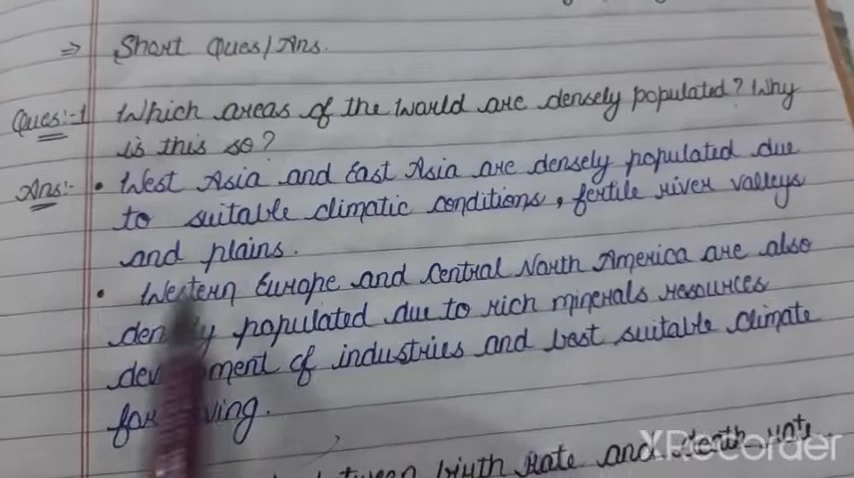 ⇒ Short Ques/Ans.
Ques:-1 Which areas of the world are densely populated? Why
is this so?
Ans:- • West Asia and East Asia are densely populated due
to suitable climatic conditions, fertile river valleys
and plains.
• Western Europe and Central North America are also
populated due to rich minerals resources
of industries and best suitable climate
birth rate and death rate
XRecorder